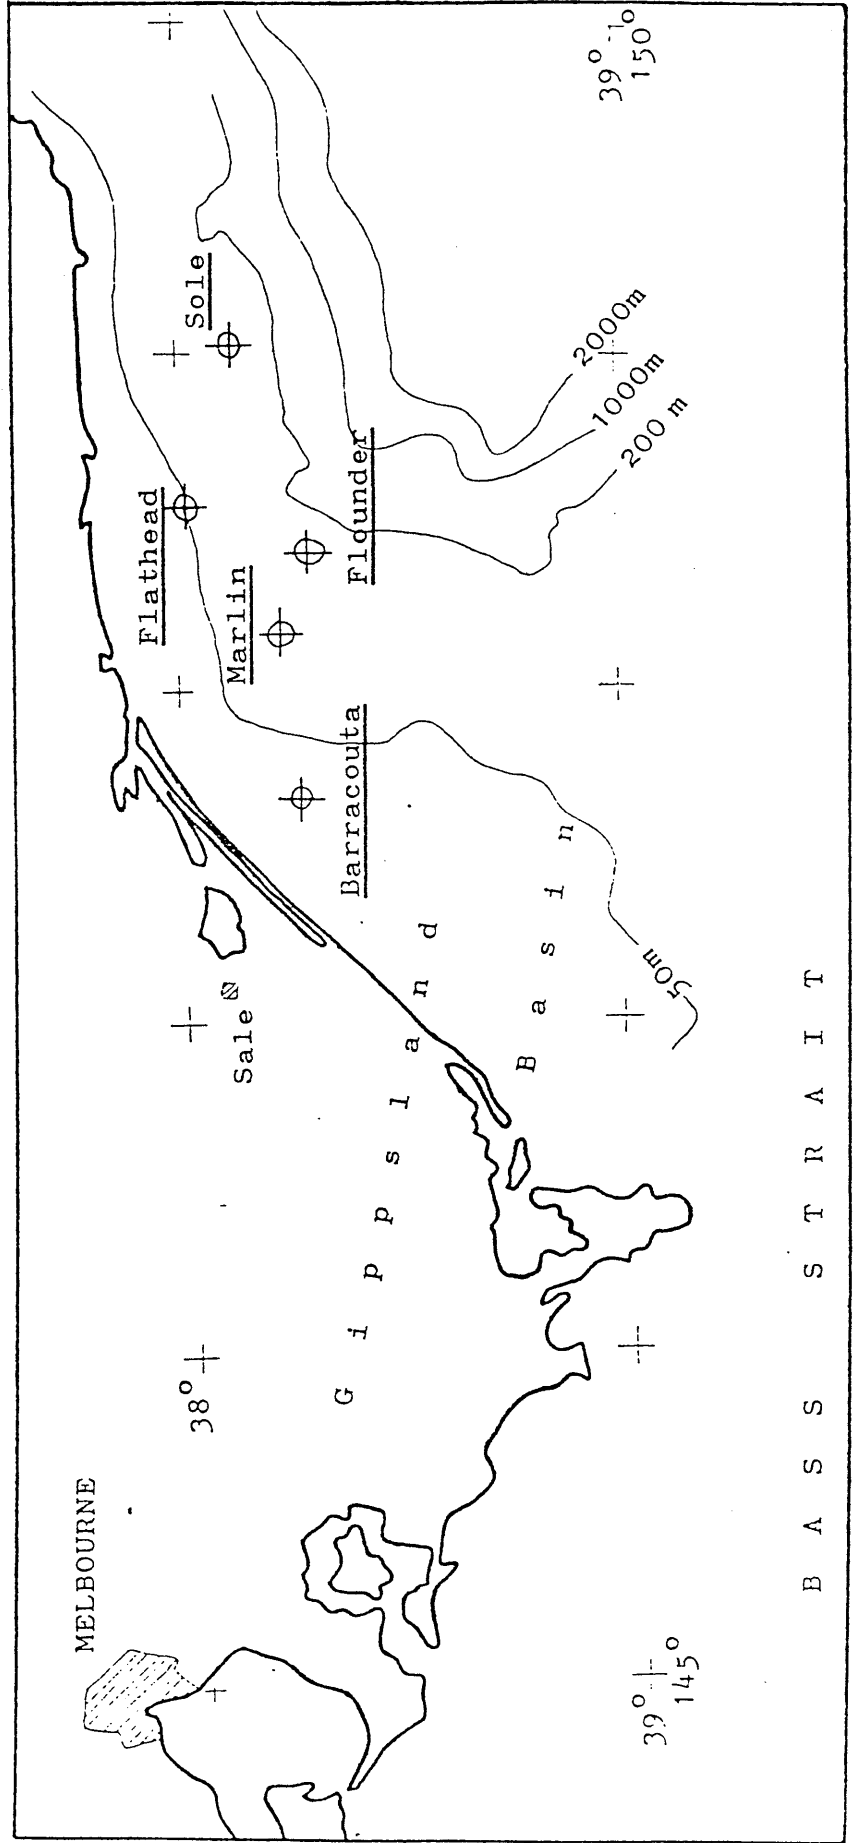 MELBOURNE
38°
Sale
Gippsland
Basin
Flathead
Marlin
Barracouta
Flounder
Sole
50m
200 m
1000m
2000m
39°
145°
39°
150°
BASS STRAIT